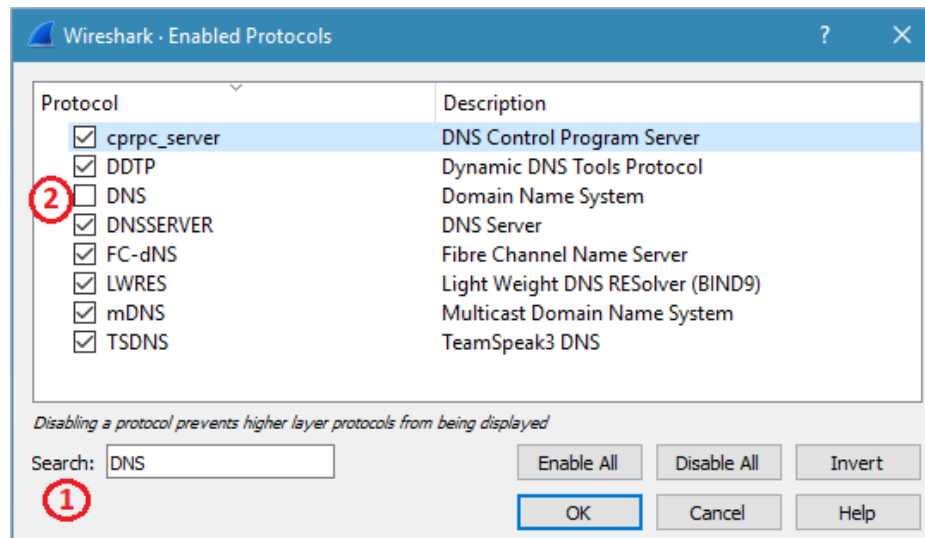 Wireshark · Enabled Protocols ?
Protocol Description
cprpc_server DNS Control Program Server
DDTP Dynamic DNS Tools Protocol
2 DNS Domain Name System
DNSSERVER DNS Server
FC-dNS Fibre Channel Name Server
LWRES Light Weight DNS RESolver (BIND9)
mDNS Multicast Domain Name System
TSDNS TeamSpeak3 DNS
Disabling a protocol prevents higher layer protocols from being displayed
Search: DNS Enable All Disable All Invert
1 OK Cancel Help